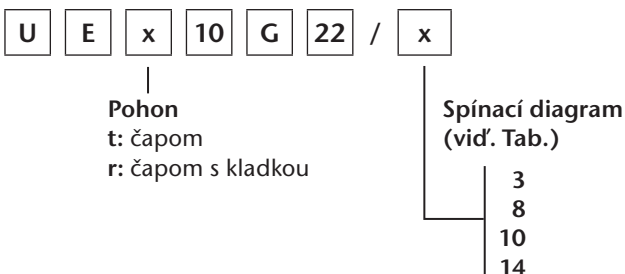 U E x 10 G 22 / x
Pohon
t: čapom
r: čapom s kladkou
Spínací diagram
(viď. Tab.)
3
8
10
14